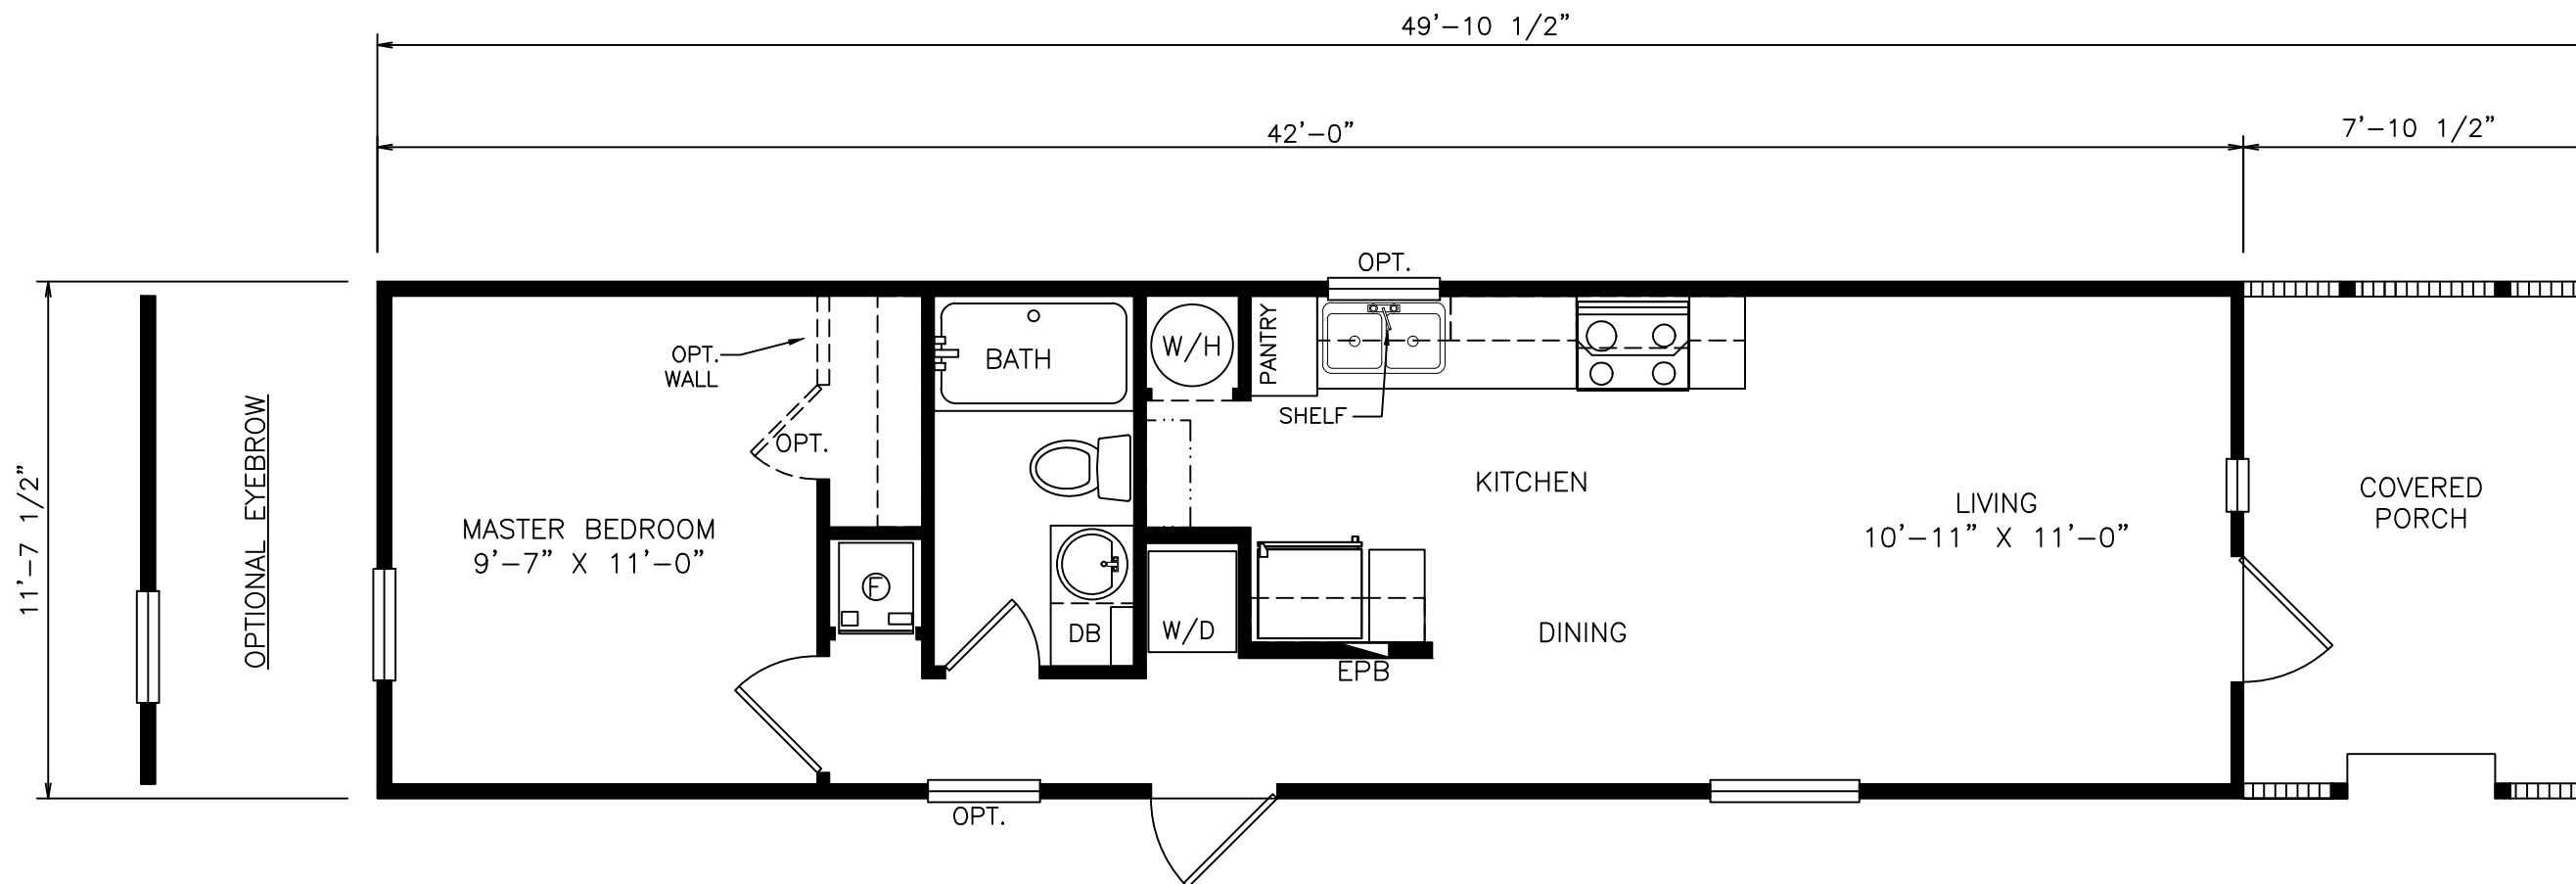 49'-10 1/2"
42'-0"
7'-10 1/2"
11'-7 1/2"
OPTIONAL EYEBROW
OPT.
OPT.
WALL
OPT.
BATH
W/H
PANTRY
SHELF
KITCHEN
MASTER BEDROOM
9'-7" X 11'-0"
F
DB
W/D
EPB
DINING
LIVING
10'-11" X 11'-0"
COVERED
PORCH
OPT.